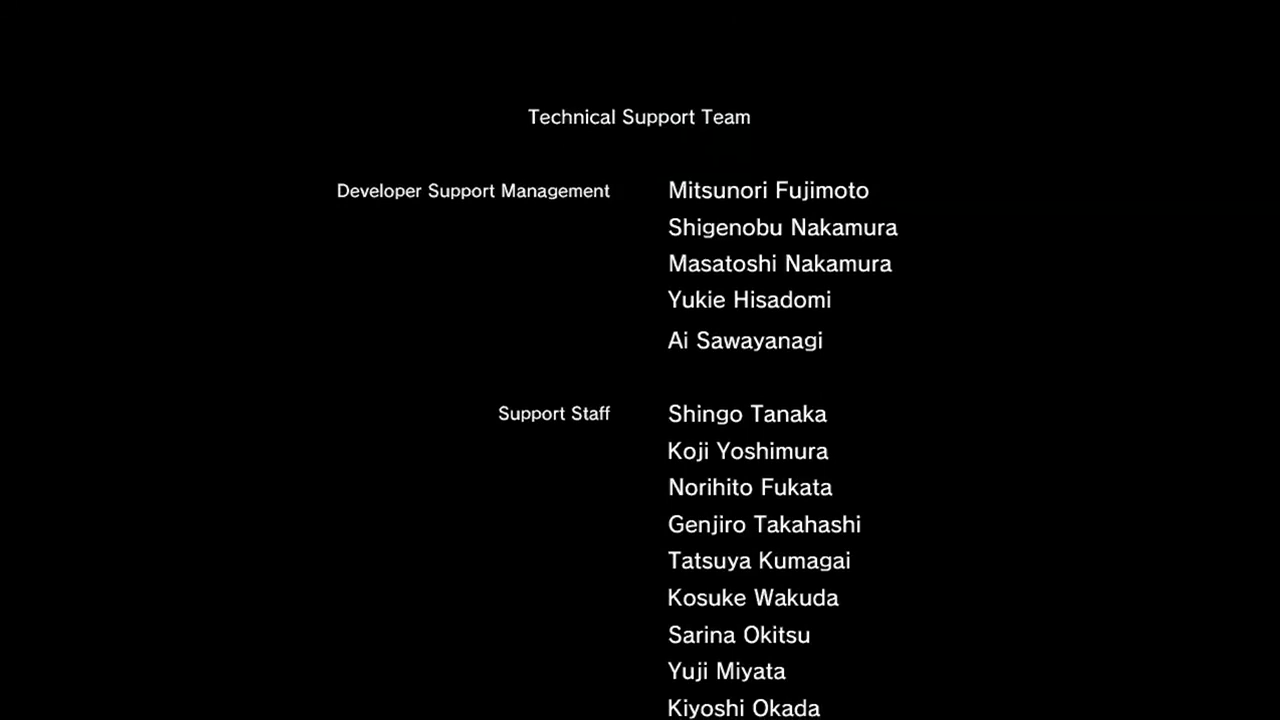 Technical Support Team
Developer Support Management Mitsunori Fujimoto
Shigenobu Nakamura
Masatoshi Nakamura
Yukie Hisadomi
Ai Sawayanagi
Support Staff Shingo Tanaka
Koji Yoshimura
Norihito Fukata
Genjiro Takahashi
Tatsuya Kumagai
Kosuke Wakuda
Sarina Okitsu
Yuji Miyata
Kiyoshi Okada